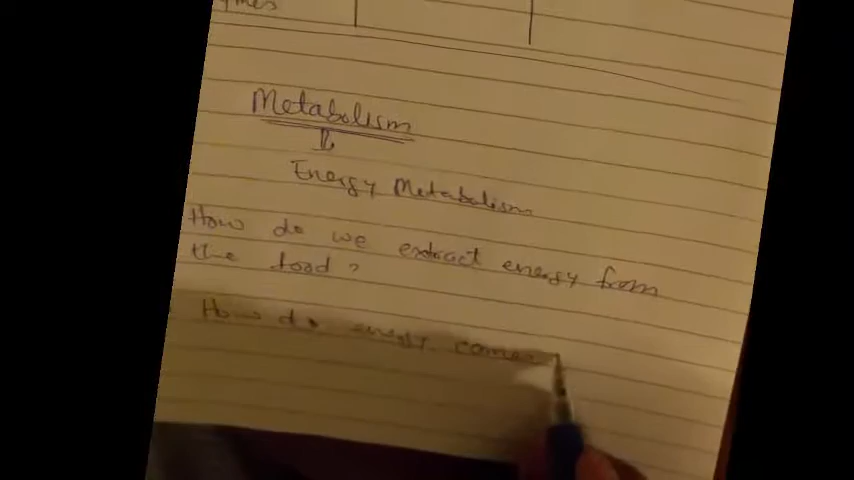 Metabolism
Energy Metabolism
How do we extract energy from
the food?
How do energy comes